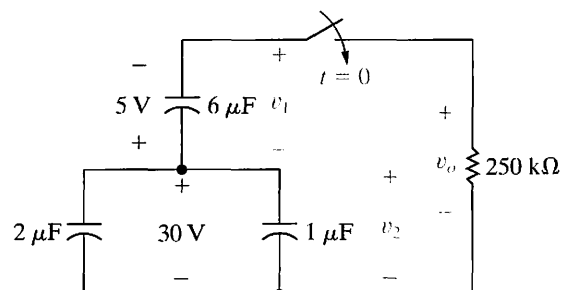 − + t = 0
5 V 6 μF v₁ +
+ − vₒ 250 kΩ
+ + −
2 μF 30 V 1 μF v₂
− −